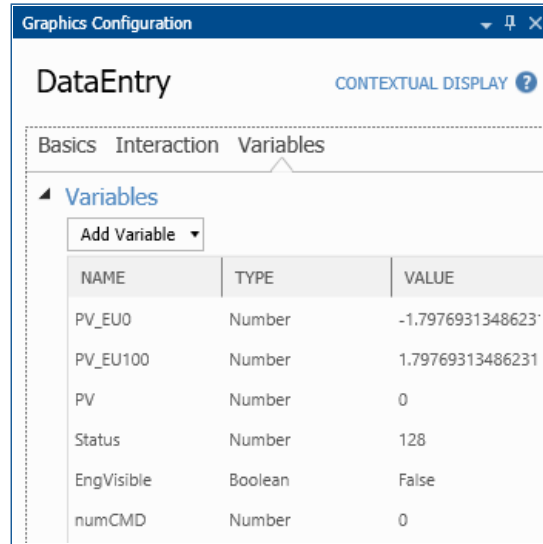 Graphics Configuration
DataEntry
CONTEXTUAL DISPLAY ?
Basics Interaction Variables
Variables
Add Variable
NAME TYPE VALUE
PV_EU0 Number -1.7976931348623
PV_EU100 Number 1.79769313486231
PV Number 0
Status Number 128
EngVisible Boolean False
numCMD Number 0